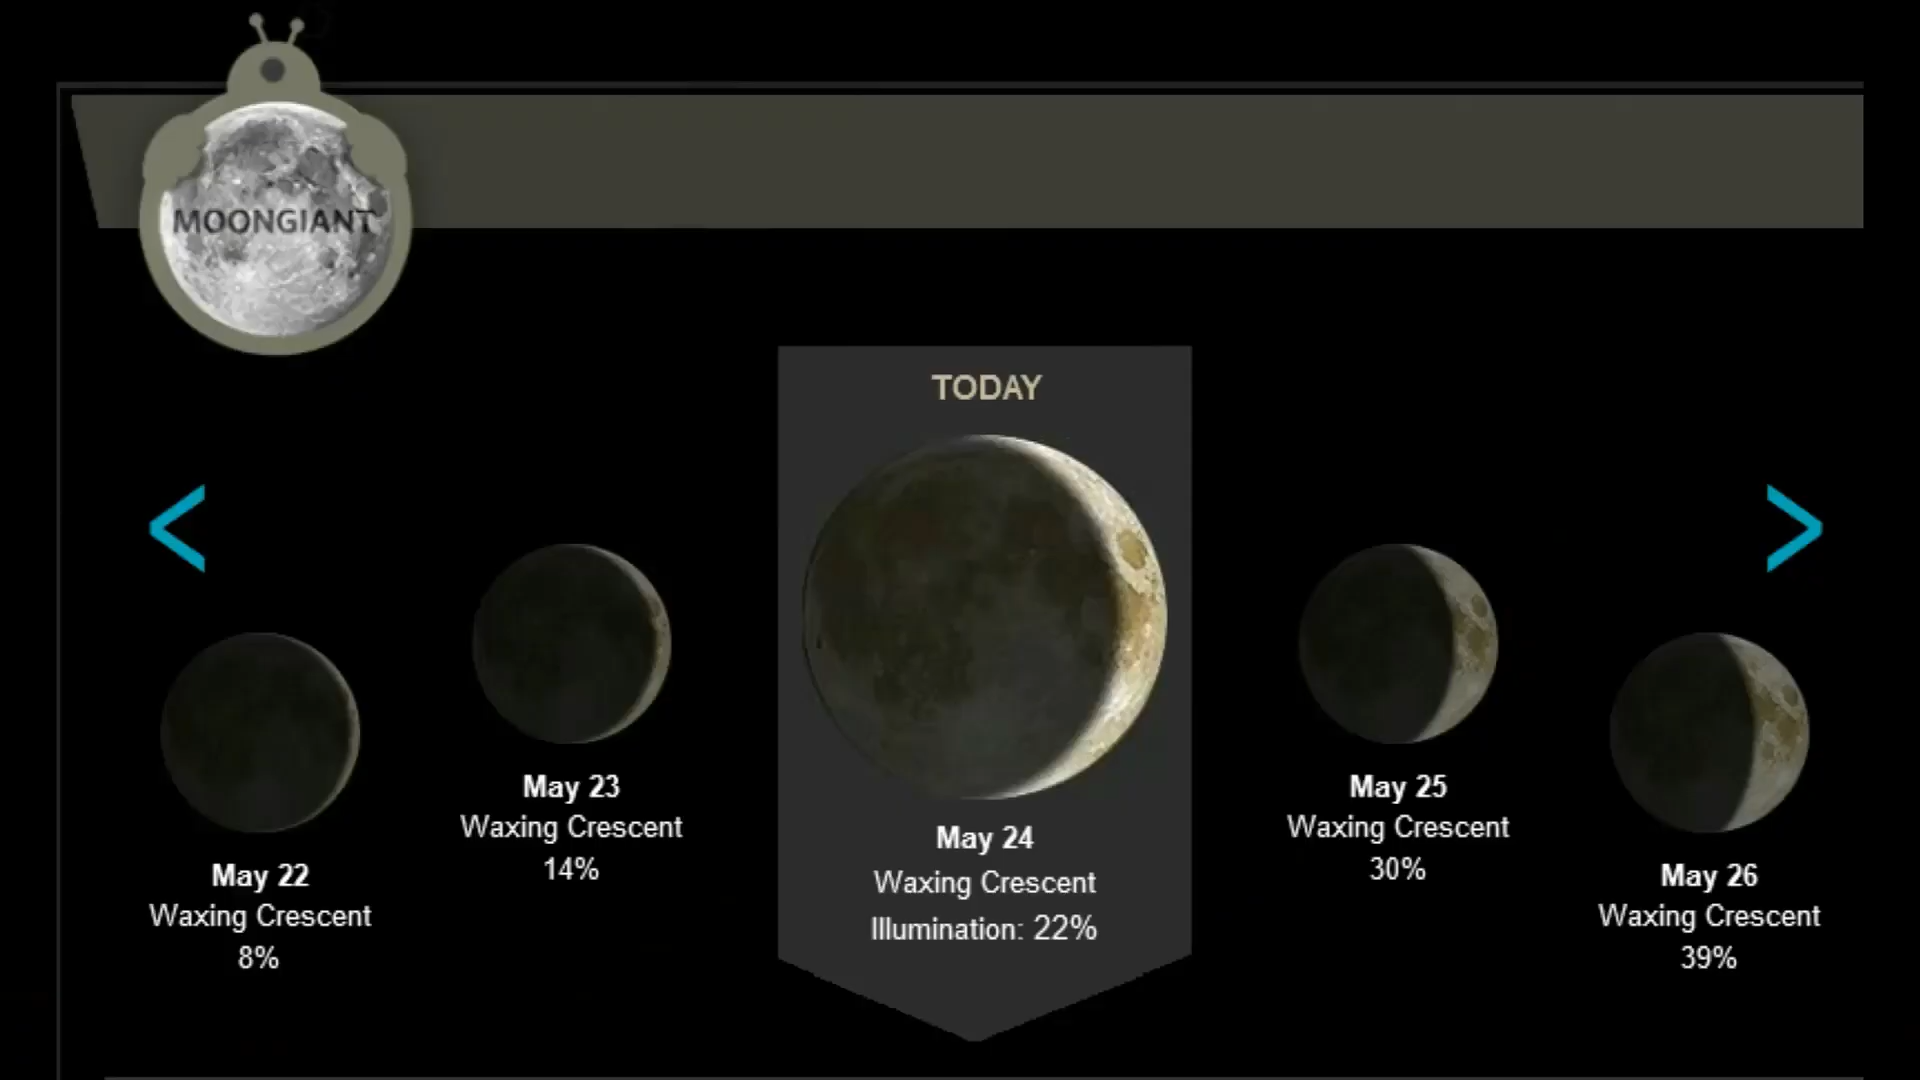 MOONGIANT
TODAY
May 22
Waxing Crescent
8%
May 23
Waxing Crescent
14%
May 24
Waxing Crescent
Illumination: 22%
May 25
Waxing Crescent
30%
May 26
Waxing Crescent
39%